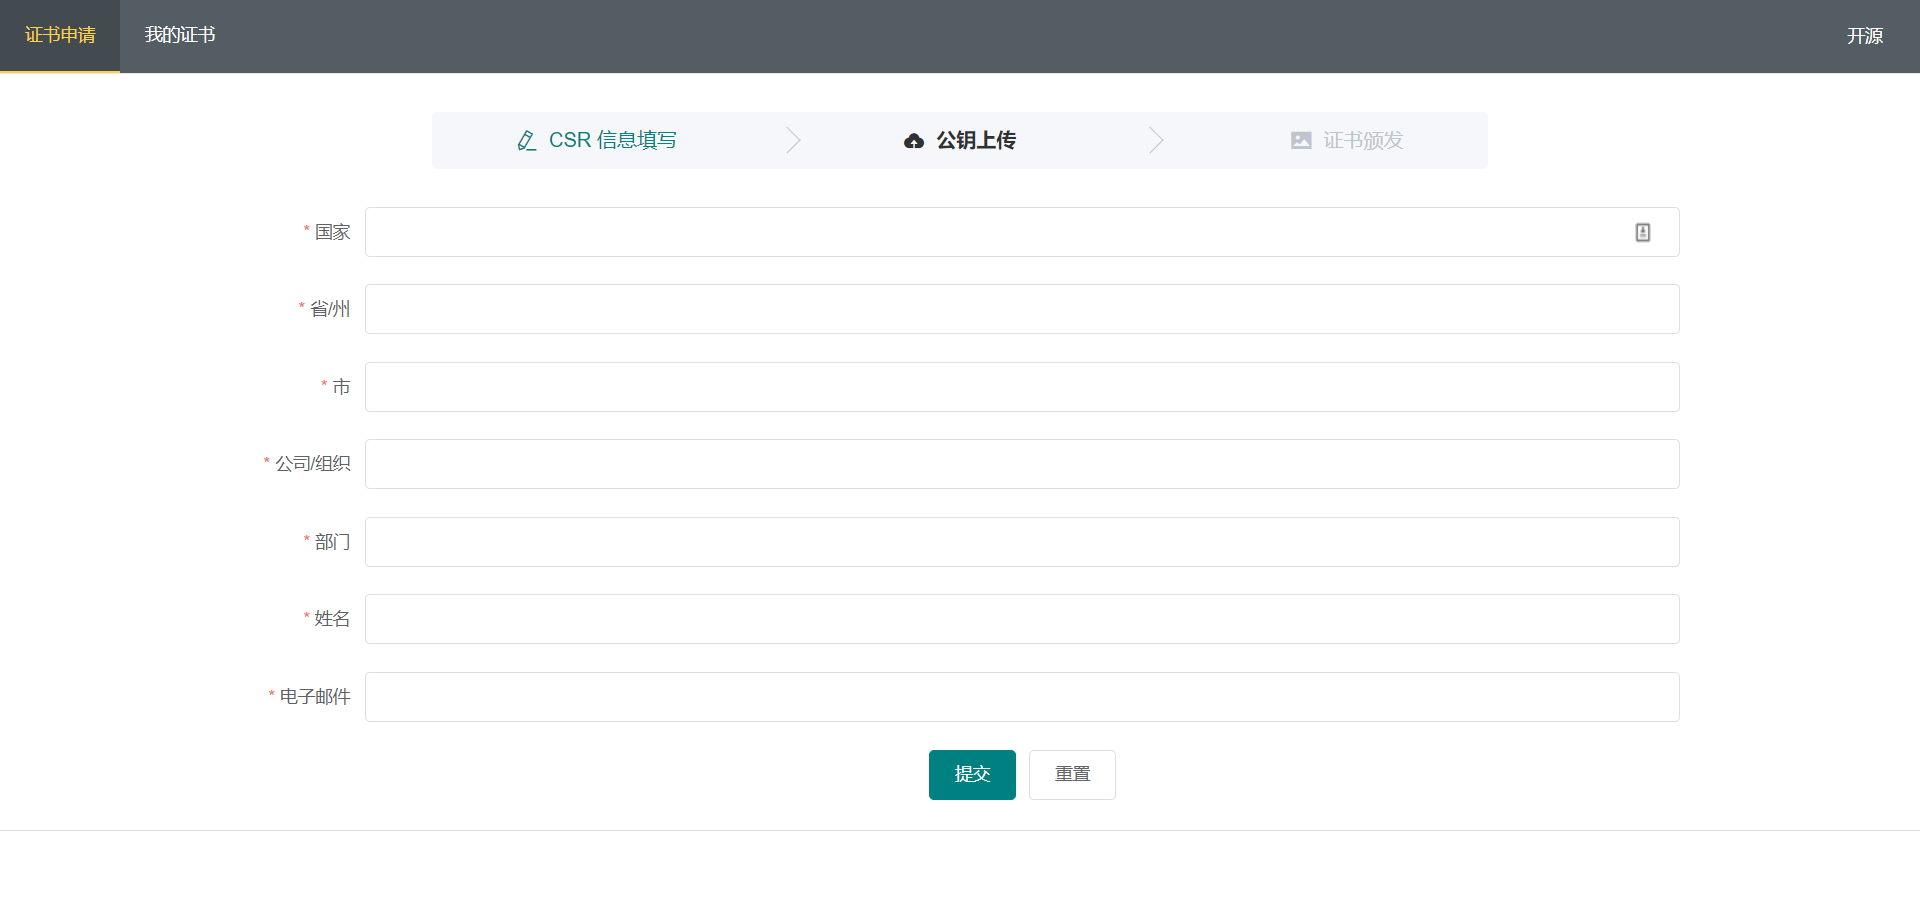 证书申请
我的证书
开源
CSR 信息填写
公钥上传
证书颁发
* 国家
* 省/州
* 市
* 公司/组织
* 部门
* 姓名
* 电子邮件
提交
重置